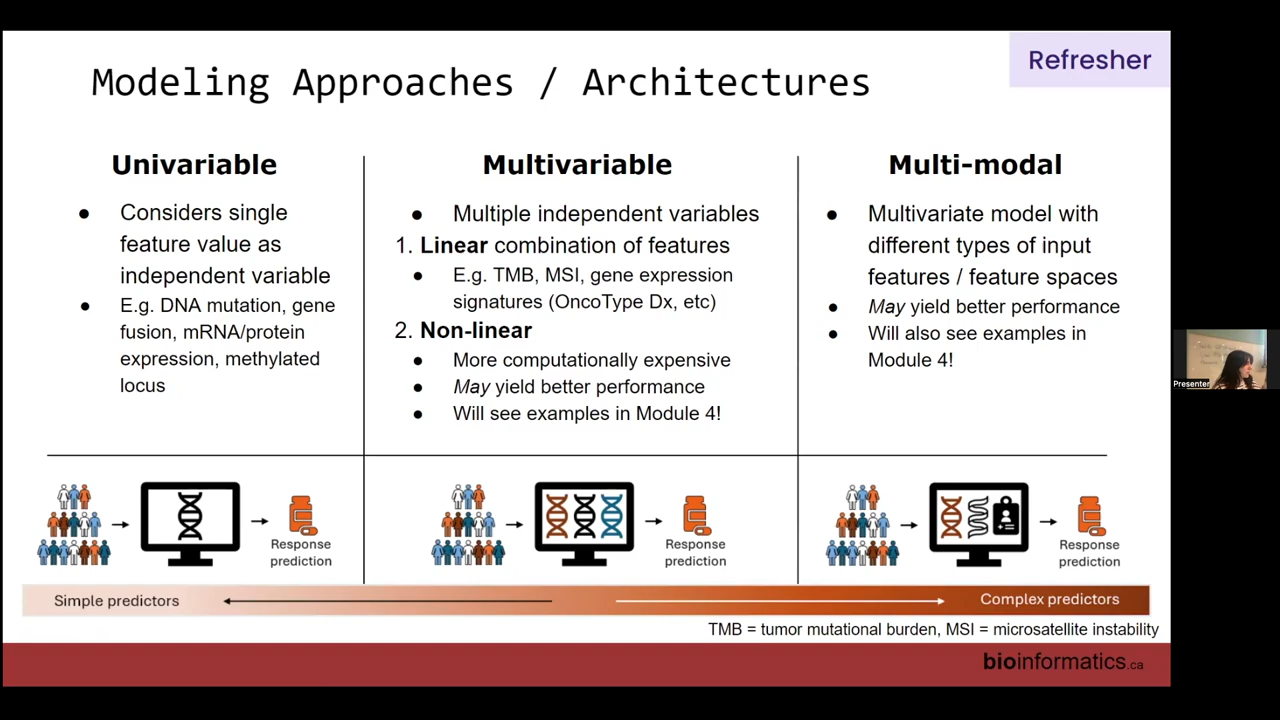 Refresher
Modeling Approaches / Architectures
Univariable
● Considers single
feature value as
independent variable
● E.g. DNA mutation, gene
fusion, mRNA/protein
expression, methylated
locus
Multivariable
● Multiple independent variables
1. Linear combination of features
● E.g. TMB, MSI, gene expression
signatures (OncoType Dx, etc)
2. Non-linear
● More computationally expensive
● May yield better performance
● Will see examples in Module 4!
Multi-modal
● Multivariate model with
different types of input
features / feature spaces
● May yield better performance
● Will also see examples in
Module 4!
Response
prediction
Response
prediction
Response
prediction
Simple predictors
Complex predictors
TMB = tumor mutational burden, MSI = microsatellite instability
bioinformatics.ca
Presenter